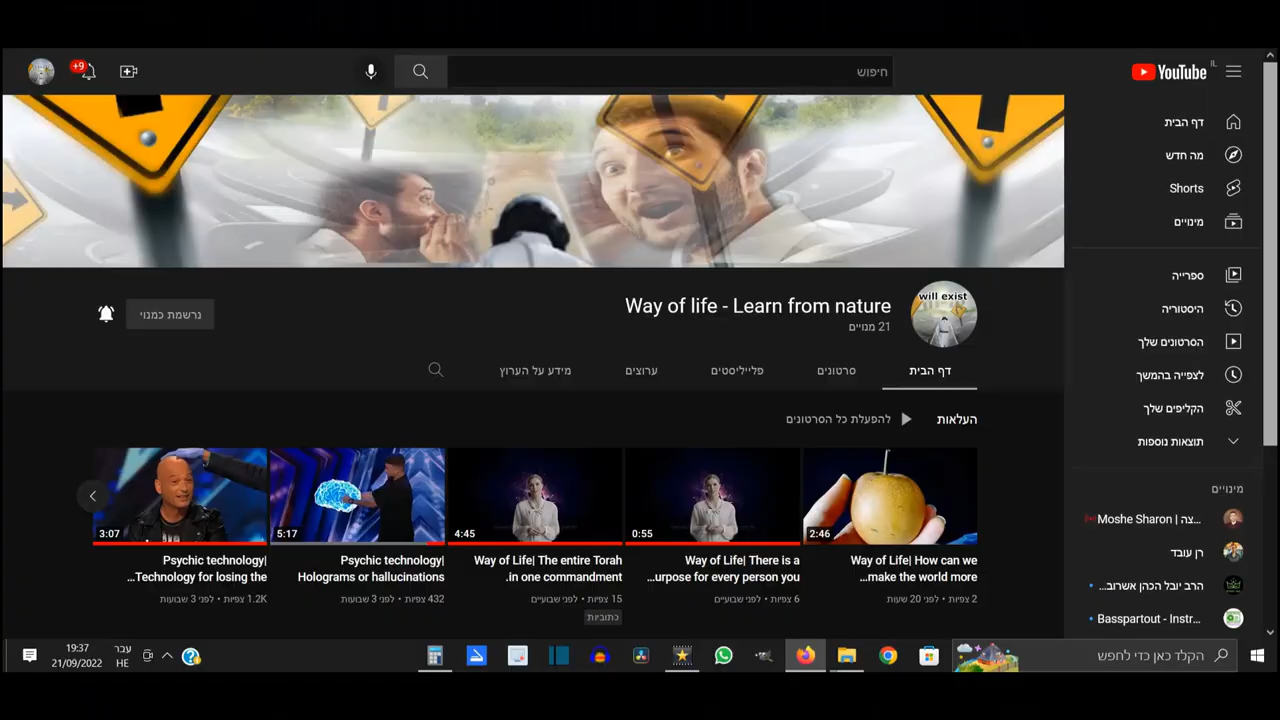 +9
חיפוש
YouTube IL
דף הבית
מה חדש
Shorts
מינויים
ספרייה
היסטוריה
הסרטונים שלך
לצפייה בהמשך
הקליפים שלך
תוצאות נוספות
מינויים
Moshe Sharon | צה...
רן עובד
הרב יובל הכהן אשרוב...
Basspartout - Instr...
will exist
Way of life - Learn from nature
21 מנויים
נרשמת כמנוי
דף הבית
סרטונים
פלייליסטים
ערוצים
מידע על הערוץ
העלאות
להפעלת כל הסרטונים
2:46
Way of Life| How can we
make the world more...
2 צפיות • לפני 20 שעות
0:55
Way of Life| There is a
urpose for every person you...
6 צפיות • לפני שבועיים
4:45
Way of Life| The entire Torah
in one commandment.
15 צפיות • לפני שבועיים
כתוביות
5:17
Psychic technology|
Holograms or hallucinations
432 צפיות • לפני 3 שבועות
3:07
Psychic technology|
Technology for losing the...
1.2K צפיות • לפני 3 שבועות
הקלד כאן כדי לחפש
עבר
HE
19:37
21/09/2022